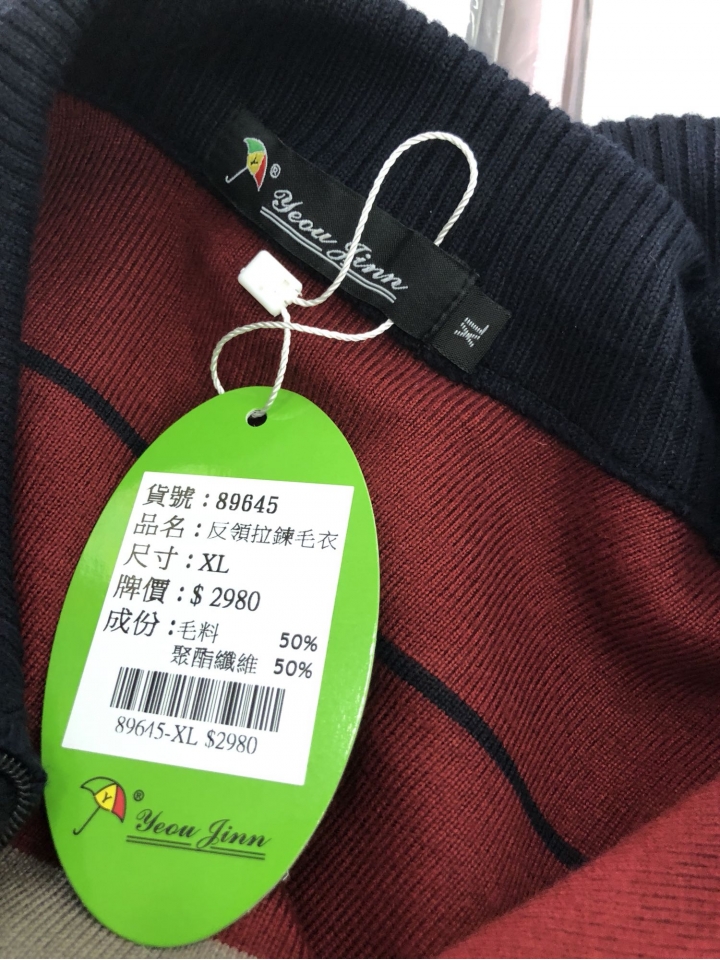 Y ®
Yeou Jinn
XL
貨號：89645
品名：反領拉鍊毛衣
尺寸：XL
牌價：$ 2980
成份：毛料 50%
聚酯纖維 50%
89645-XL $2980
Y ®
Yeou Jinn